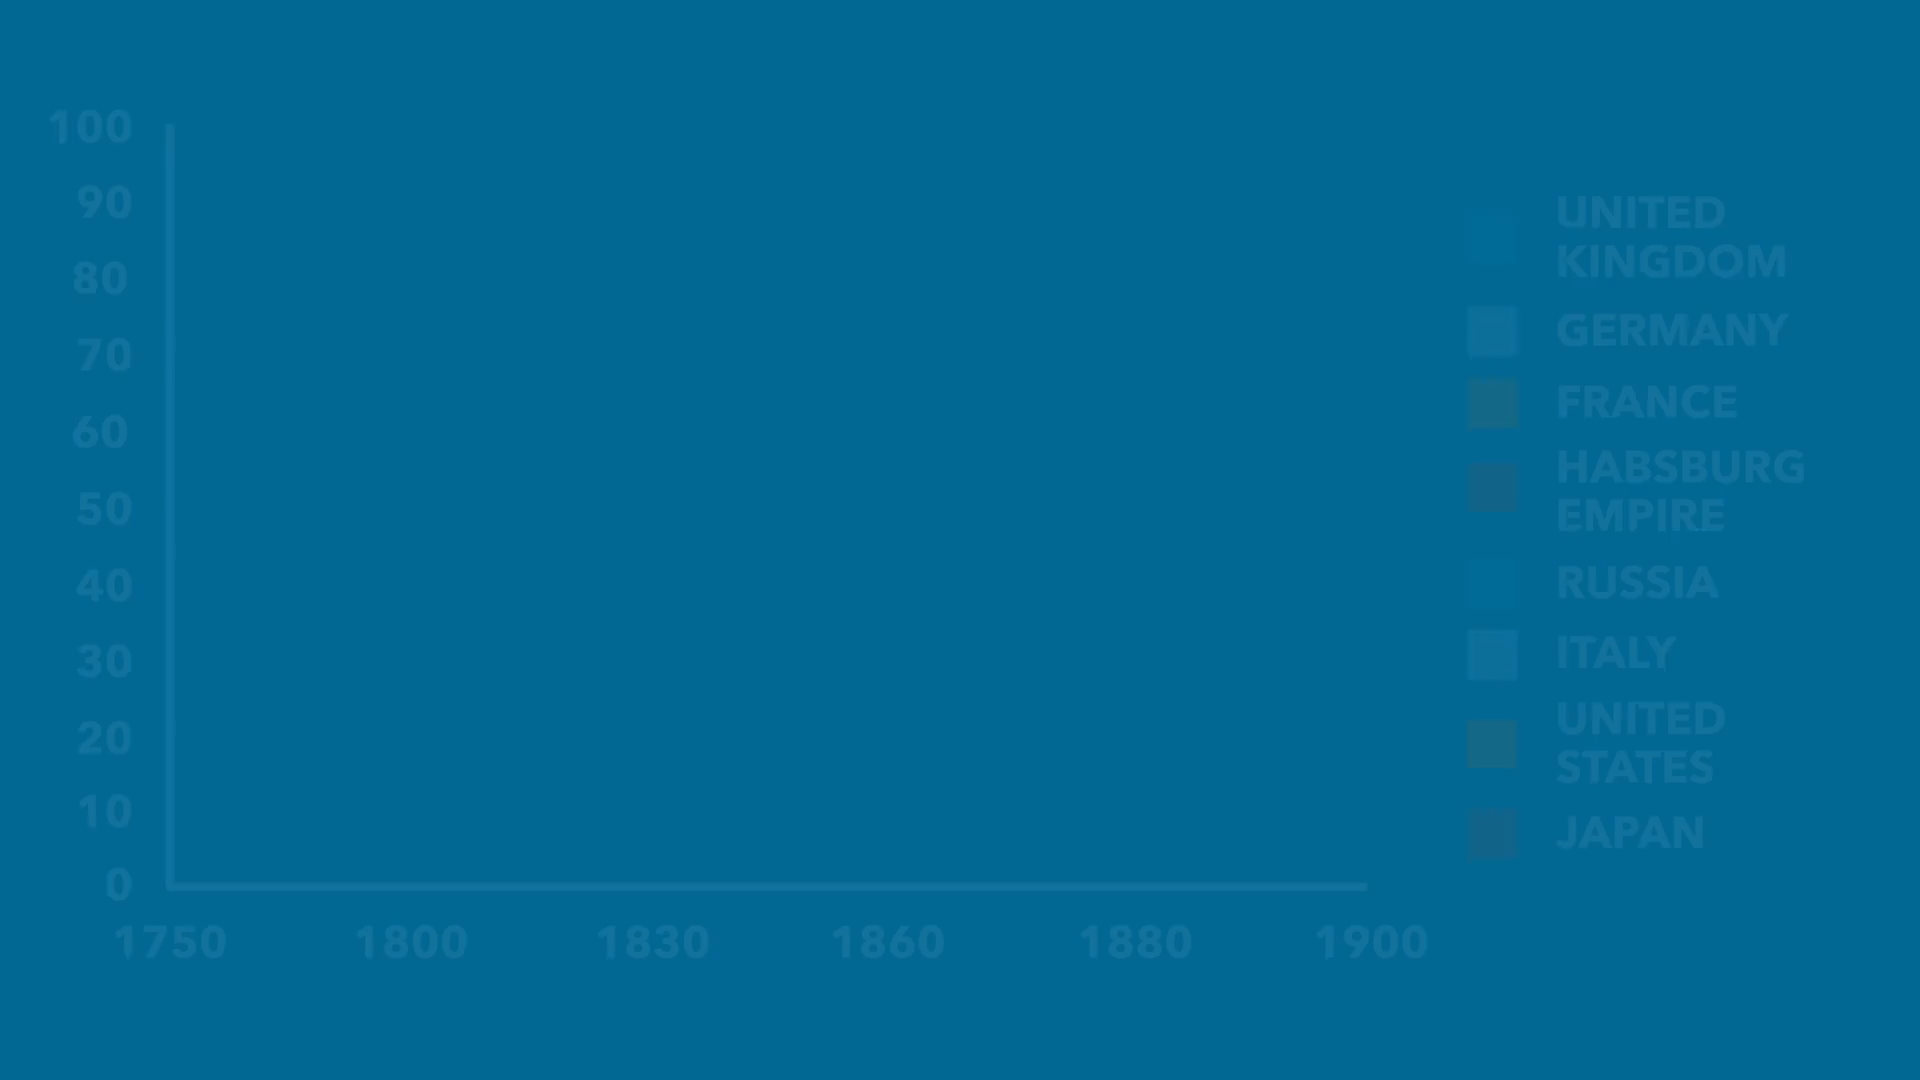 100
90
80
70
60
50
40
30
20
10
0
1750 1800 1830 1860 1880 1900
UNITED
KINGDOM
GERMANY
FRANCE
HABSBURG
EMPIRE
RUSSIA
ITALY
UNITED
STATES
JAPAN